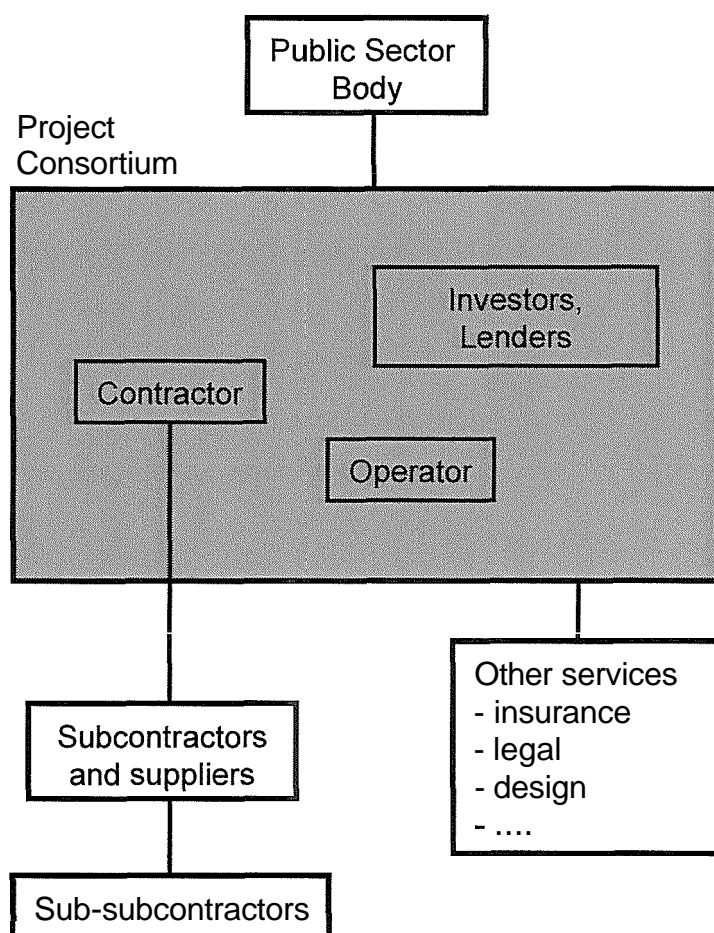 Public Sector
Body
Project
Consortium
Investors,
Lenders
Contractor
Operator
Other services
- insurance
- legal
- design
- ....
Subcontractors
and suppliers
Sub-subcontractors